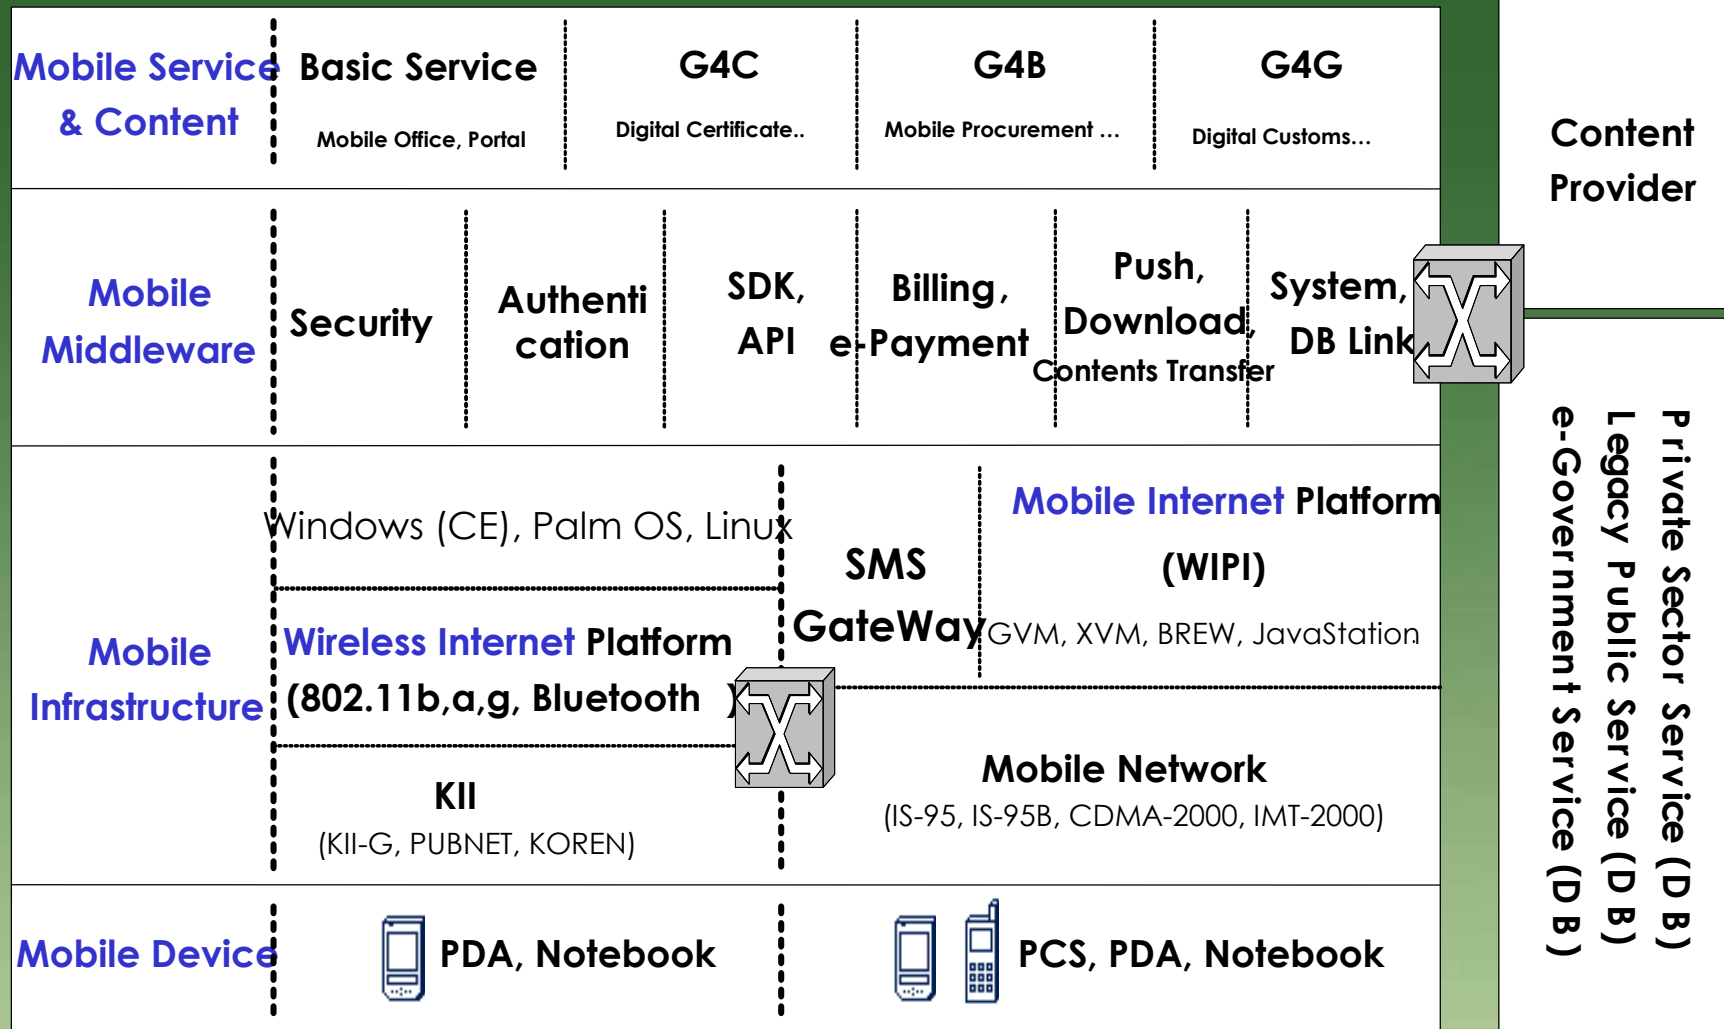 Mobile Service
& Content
Basic Service
Mobile Office, Portal
G4C
Digital Certificate..
G4B
Mobile Procurement ...
G4G
Digital Customs...
Content
Provider
Mobile
Middleware
Security
Authenti
cation
SDK,
API
Billing,
e-Payment
Push,
Download,
Contents Transfer
System,
DB Link
Mobile
Infrastructure
Windows (CE), Palm OS, Linux
Wireless Internet Platform
(802.11b,a,g, Bluetooth )
KII
(KII-G, PUBNET, KOREN)
SMS
GateWay
Mobile Internet Platform
(WIPI)
GVM, XVM, BREW, JavaStation
Mobile Network
(IS-95, IS-95B, CDMA-2000, IMT-2000)
Mobile Device
PDA, Notebook
PCS, PDA, Notebook
Private Sector Service (DB)
Legacy Public Service (DB)
e-Government Service (DB)